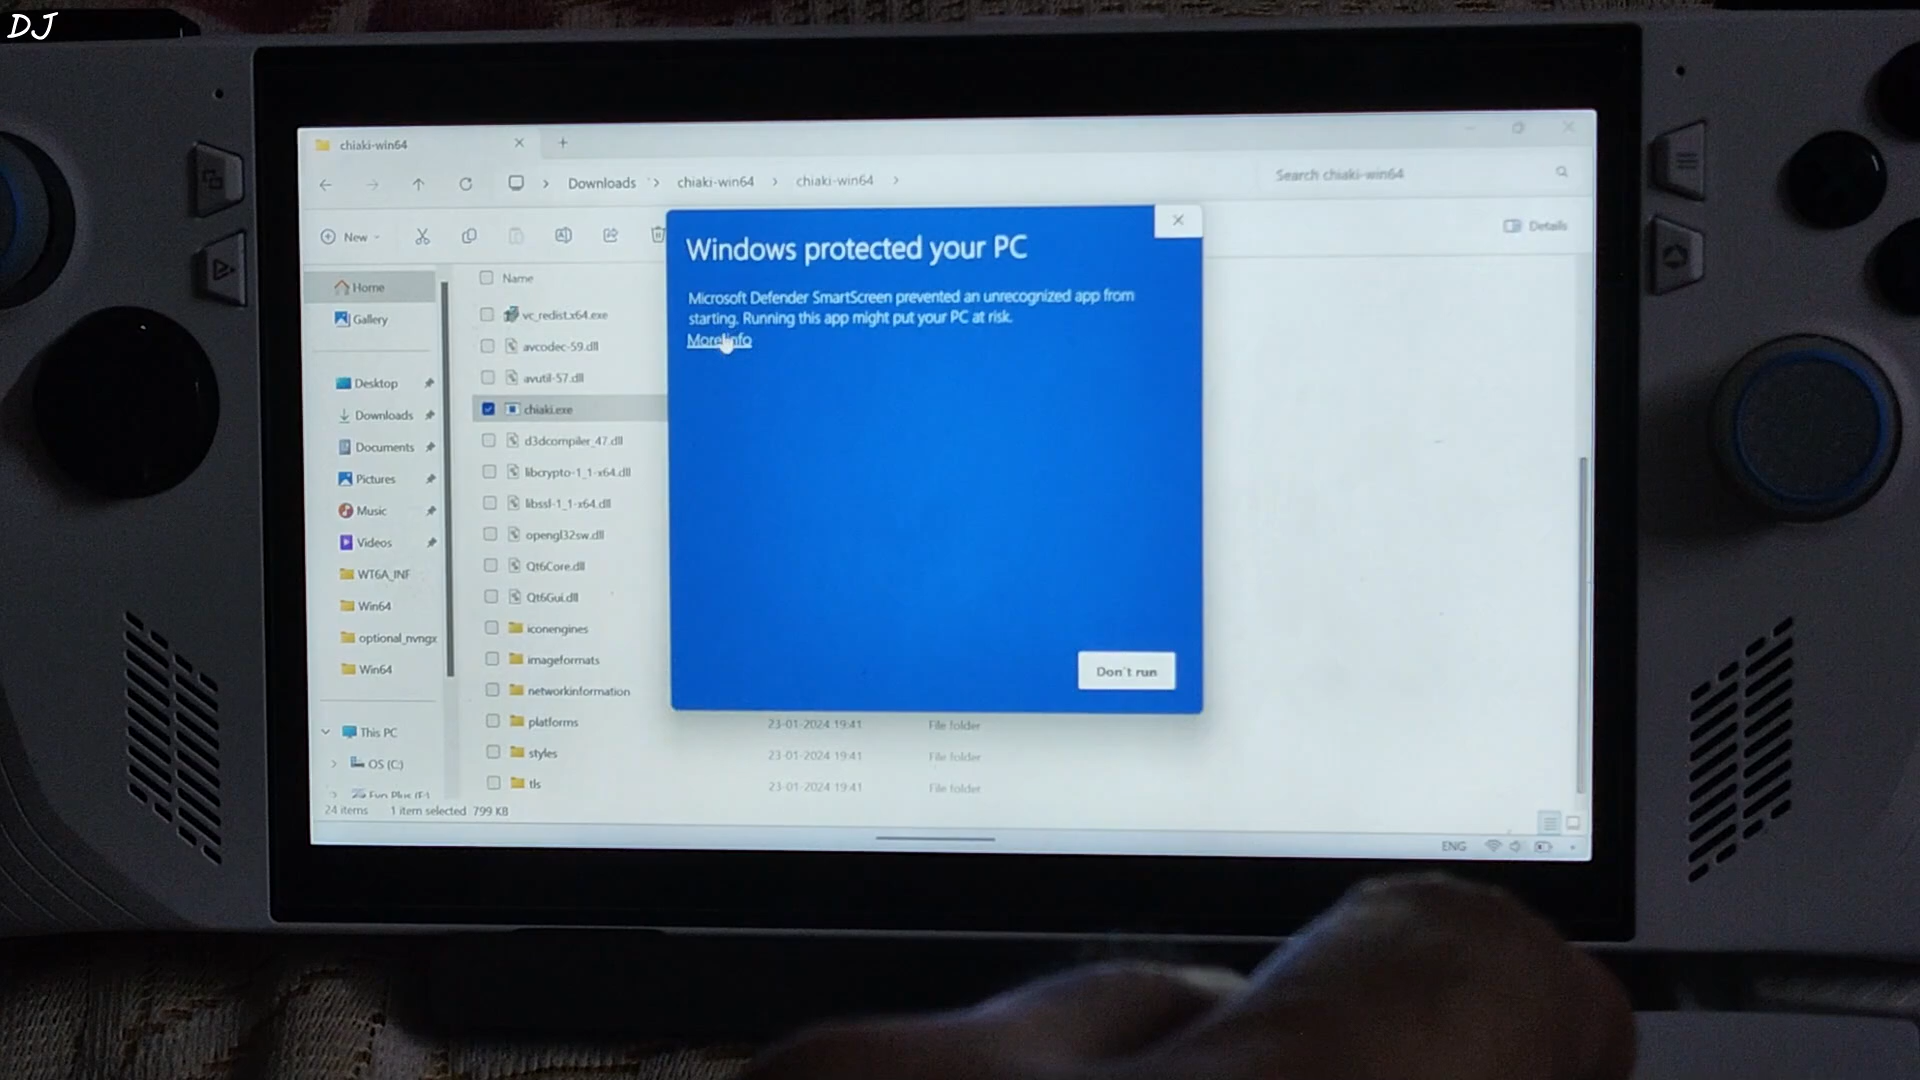 DJ
chiaki-win64
Downloads > chiaki-win64 > chiaki-win64 >
Search chiaki-win64
New
Details
Home
Gallery
Desktop
Downloads
Documents
Pictures
Music
Videos
WT6A_INF
Win64
optional_nvngx
Win64
This PC
OS (C:)
Name
vc_redist.x64.exe
avcodec-59.dll
avutil-57.dll
chiaki.exe
d3dcompiler_47.dll
libcrypto-1_1-x64.dll
libssl-1_1-x64.dll
opengl32sw.dll
Qt6Core.dll
Qt6Gui.dll
iconengines
imageformats
networkinformation
platforms 23-01-2024 19:41 File folder
styles 23-01-2024 19:41 File folder
tls 23-01-2024 19:41 File folder
Windows protected your PC
Microsoft Defender SmartScreen prevented an unrecognized app from
starting. Running this app might put your PC at risk.
More info
Don't run
24 items 1 item selected 799 KB
ENG